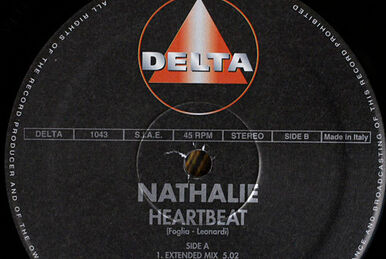 ALL RIGHTS OF THE RECORD PRODUCER AND OF THE OW
ANCE AND BROADCASTING OF THIS RECORD PROHIBITED
DELTA
DELTA 1043 S.I.A.E. 45 RPM STEREO SIDE B Made in Italy
NATHALIE
HEARTBEAT
(Foglia - Leonardi)
SIDE A
1. EXTENDED MIX 5.02